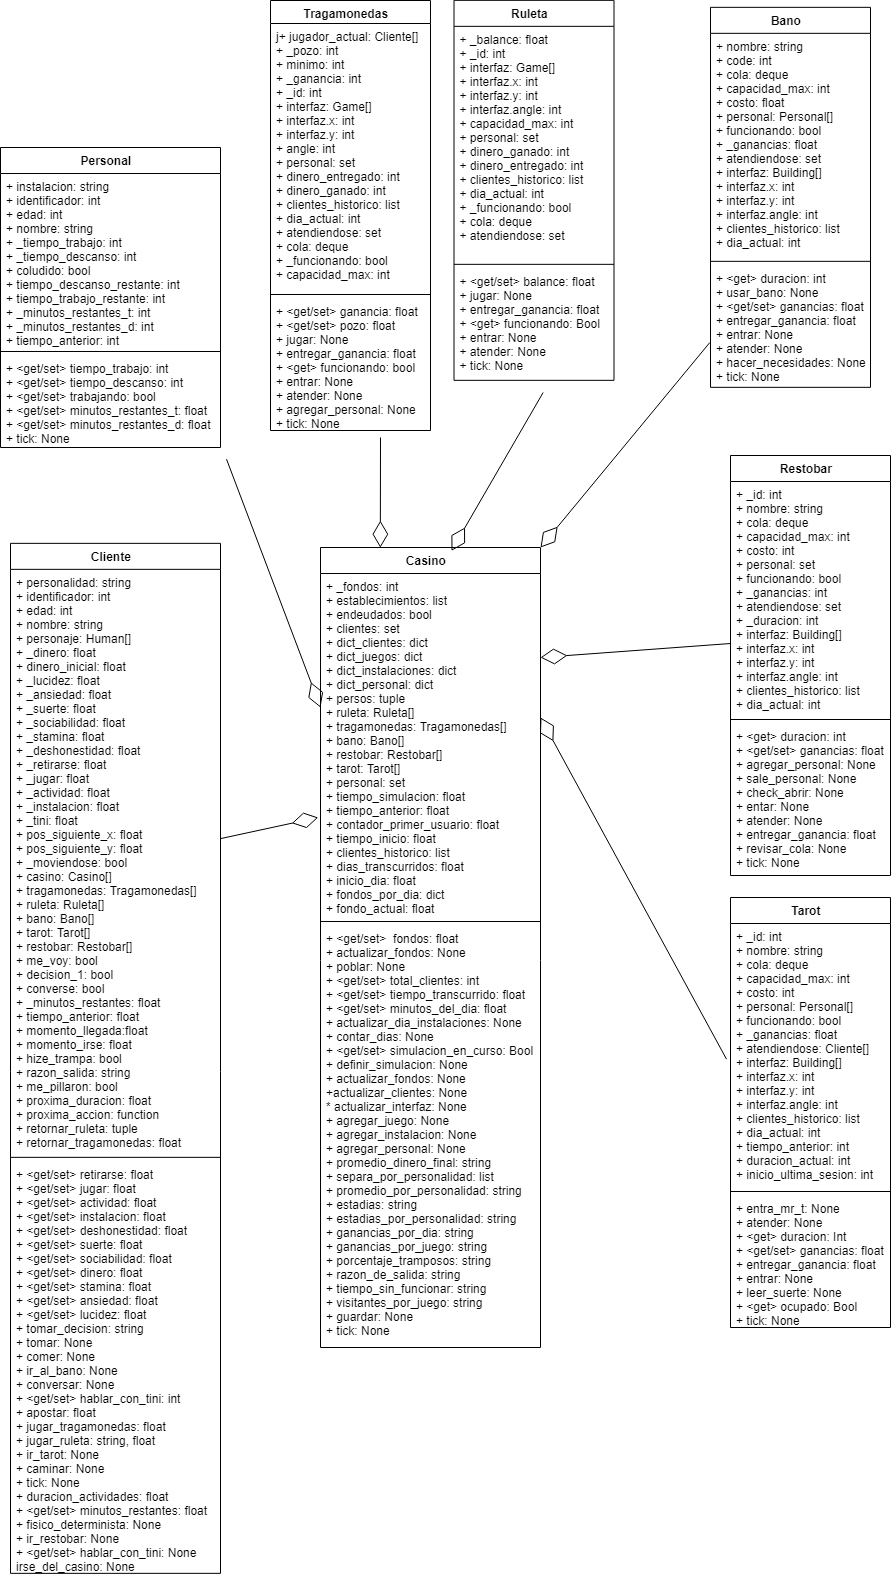 Tragamonedas
j+ jugador_actual: Cliente[]
+ _pozo: int
+ minimo: int
+ _ganancia: int
+ _id: int
+ interfaz: Game[]
+ interfaz.x: int
+ interfaz.y: int
+ angle: int
+ personal: set
+ dinero_entregado: int
+ dinero_ganado: int
+ clientes_historico: list
+ dia_actual: int
+ atendiendose: set
+ cola: deque
+ _funcionando: bool
+ capacidad_max: int
+ <get/set> ganancia: float
+ <get/set> pozo: float
+ jugar: None
+ entregar_ganancia: float
+ <get> funcionando: bool
+ entrar: None
+ atender: None
+ agregar_personal: None
+ tick: None
Ruleta
+ _balance: float
+ _id: int
+ interfaz: Game[]
+ interfaz.x: int
+ interfaz.y: int
+ interfaz.angle: int
+ capacidad_max: int
+ personal: set
+ dinero_ganado: int
+ dinero_entregado: int
+ clientes_historico: list
+ dia_actual: int
+ _funcionando: bool
+ cola: deque
+ atendiendose: set
+ <get/set> balance: float
+ jugar: None
+ entregar_ganancia: float
+ <get> funcionando: Bool
+ entrar: None
+ atender: None
+ tick: None
Bano
+ nombre: string
+ code: int
+ cola: deque
+ capacidad_max: int
+ costo: float
+ personal: Personal[]
+ funcionando: bool
+ _ganancias: float
+ atendiendose: set
+ interfaz: Building[]
+ interfaz.x: int
+ interfaz.y: int
+ interfaz.angle: int
+ clientes_historico: list
+ dia_actual: int
+ <get> duracion: int
+ usar_bano: None
+ <get/set> ganancias: float
+ entregar_ganancia: float
+ entrar: None
+ atender: None
+ hacer_necesidades: None
+ tick: None
Personal
+ instalacion: string
+ identificador: int
+ edad: int
+ nombre: string
+ _tiempo_trabajo: int
+ _tiempo_descanso: int
+ coludido: bool
+ tiempo_descanso_restante: int
+ tiempo_trabajo_restante: int
+ _minutos_restantes_t: int
+ _minutos_restantes_d: int
+ tiempo_anterior: int
+ <get/set> tiempo_trabajo: int
+ <get/set> tiempo_descanso: int
+ <get/set> trabajando: bool
+ <get/set> minutos_restantes_t: float
+ <get/set> minutos_restantes_d: float
+ tick: None
Cliente
+ personalidad: string
+ identificador: int
+ edad: int
+ nombre: string
+ personaje: Human[]
+ _dinero: float
+ dinero_inicial: float
+ _lucidez: float
+ _ansiedad: float
+ _suerte: float
+ _sociabilidad: float
+ _stamina: float
+ _deshonestidad: float
+ _retirarse: float
+ _jugar: float
+ _actividad: float
+ _instalacion: float
+ _tini: float
+ pos_siguiente_x: float
+ pos_siguiente_y: float
+ _moviendose: bool
+ casino: Casino[]
+ tragamonedas: Tragamonedas[]
+ ruleta: Ruleta[]
+ bano: Bano[]
+ tarot: Tarot[]
+ restobar: Restobar[]
+ me_voy: bool
+ decision_1: bool
+ converse: bool
+ _minutos_restantes: float
+ tiempo_anterior: float
+ momento_llegada:float
+ momento_irse: float
+ hize_trampa: bool
+ razon_salida: string
+ me_pillaron: bool
+ proxima_duracion: float
+ proxima_accion: function
+ retornar_ruleta: tuple
+ retornar_tragamonedas: float
+ <get/set> retirarse: float
+ <get/set> jugar: float
+ <get/set> actividad: float
+ <get/set> instalacion: float
+ <get/set> deshonestidad: float
+ <get/set> suerte: float
+ <get/set> sociabilidad: float
+ <get/set> dinero: float
+ <get/set> stamina: float
+ <get/set> ansiedad: float
+ <get/set> lucidez: float
+ tomar_decision: string
+ tomar: None
+ comer: None
+ ir_al_bano: None
+ conversar: None
+ <get/set> hablar_con_tini: int
+ apostar: float
+ jugar_tragamonedas: float
+ jugar_ruleta: string, float
+ ir_tarot: None
+ caminar: None
+ tick: None
+ duracion_actividades: float
+ <get/set> minutos_restantes: float
+ fisico_determinista: None
+ ir_restobar: None
+ <get/set> hablar_con_tini: None
irse_del_casino: None
Casino
+ _fondos: int
+ establecimientos: list
+ endeudados: bool
+ clientes: set
+ dict_clientes: dict
+ dict_juegos: dict
+ dict_instalaciones: dict
+ dict_personal: dict
+ persos: tuple
+ ruleta: Ruleta[]
+ tragamonedas: Tragamonedas[]
+ bano: Bano[]
+ restobar: Restobar[]
+ tarot: Tarot[]
+ personal: set
+ tiempo_simulacion: float
+ tiempo_anterior: float
+ contador_primer_usuario: float
+ tiempo_inicio: float
+ clientes_historico: list
+ dias_transcurridos: float
+ inicio_dia: float
+ fondos_por_dia: dict
+ fondo_actual: float
+ <get/set> fondos: float
+ actualizar_fondos: None
+ poblar: None
+ <get/set> total_clientes: int
+ <get/set> tiempo_transcurrido: float
+ <get/set> minutos_del_dia: float
+ actualizar_dia_instalaciones: None
+ contar_dias: None
+ <get/set> simulacion_en_curso: Bool
+ definir_simulacion: None
+ actualizar_fondos: None
+actualizar_clientes: None
* actualizar_interfaz: None
+ agregar_juego: None
+ agregar_instalacion: None
+ agregar_personal: None
+ promedio_dinero_final: string
+ separa_por_personalidad: list
+ promedio_por_personalidad: string
+ estadias: string
+ estadias_por_personalidad: string
+ ganancias_por_dia: string
+ ganancias_por_juego: string
+ porcentaje_tramposos: string
+ razon_de_salida: string
+ tiempo_sin_funcionar: string
+ visitantes_por_juego: string
+ guardar: None
+ tick: None
Restobar
+ _id: int
+ nombre: string
+ cola: deque
+ capacidad_max: int
+ costo: int
+ personal: set
+ funcionando: bool
+ _ganancias: int
+ atendiendose: set
+ _duracion: int
+ interfaz: Building[]
+ interfaz.x: int
+ interfaz.y: int
+ interfaz.angle: int
+ clientes_historico: list
+ dia_actual: int
+ <get> duracion: int
+ <get/set> ganancias: float
+ agregar_personal: None
+ sale_personal: None
+ check_abrir: None
+ entar: None
+ atender: None
+ entregar_ganancia: float
+ revisar_cola: None
+ tick: None
Tarot
+ _id: int
+ nombre: string
+ cola: deque
+ capacidad_max: int
+ costo: int
+ personal: Personal[]
+ funcionando: bool
+ _ganancias: float
+ atendiendose: Cliente[]
+ interfaz: Building[]
+ interfaz.x: int
+ interfaz.y: int
+ interfaz.angle: int
+ clientes_historico: list
+ dia_actual: int
+ tiempo_anterior: int
+ duracion_actual: int
+ inicio_ultima_sesion: int
+ entra_mr_t: None
+ atender: None
+ <get> duracion: Int
+ <get/set> ganancias: float
+ entregar_ganancia: float
+ entrar: None
+ leer_suerte: None
+ <get> ocupado: Bool
+ tick: None